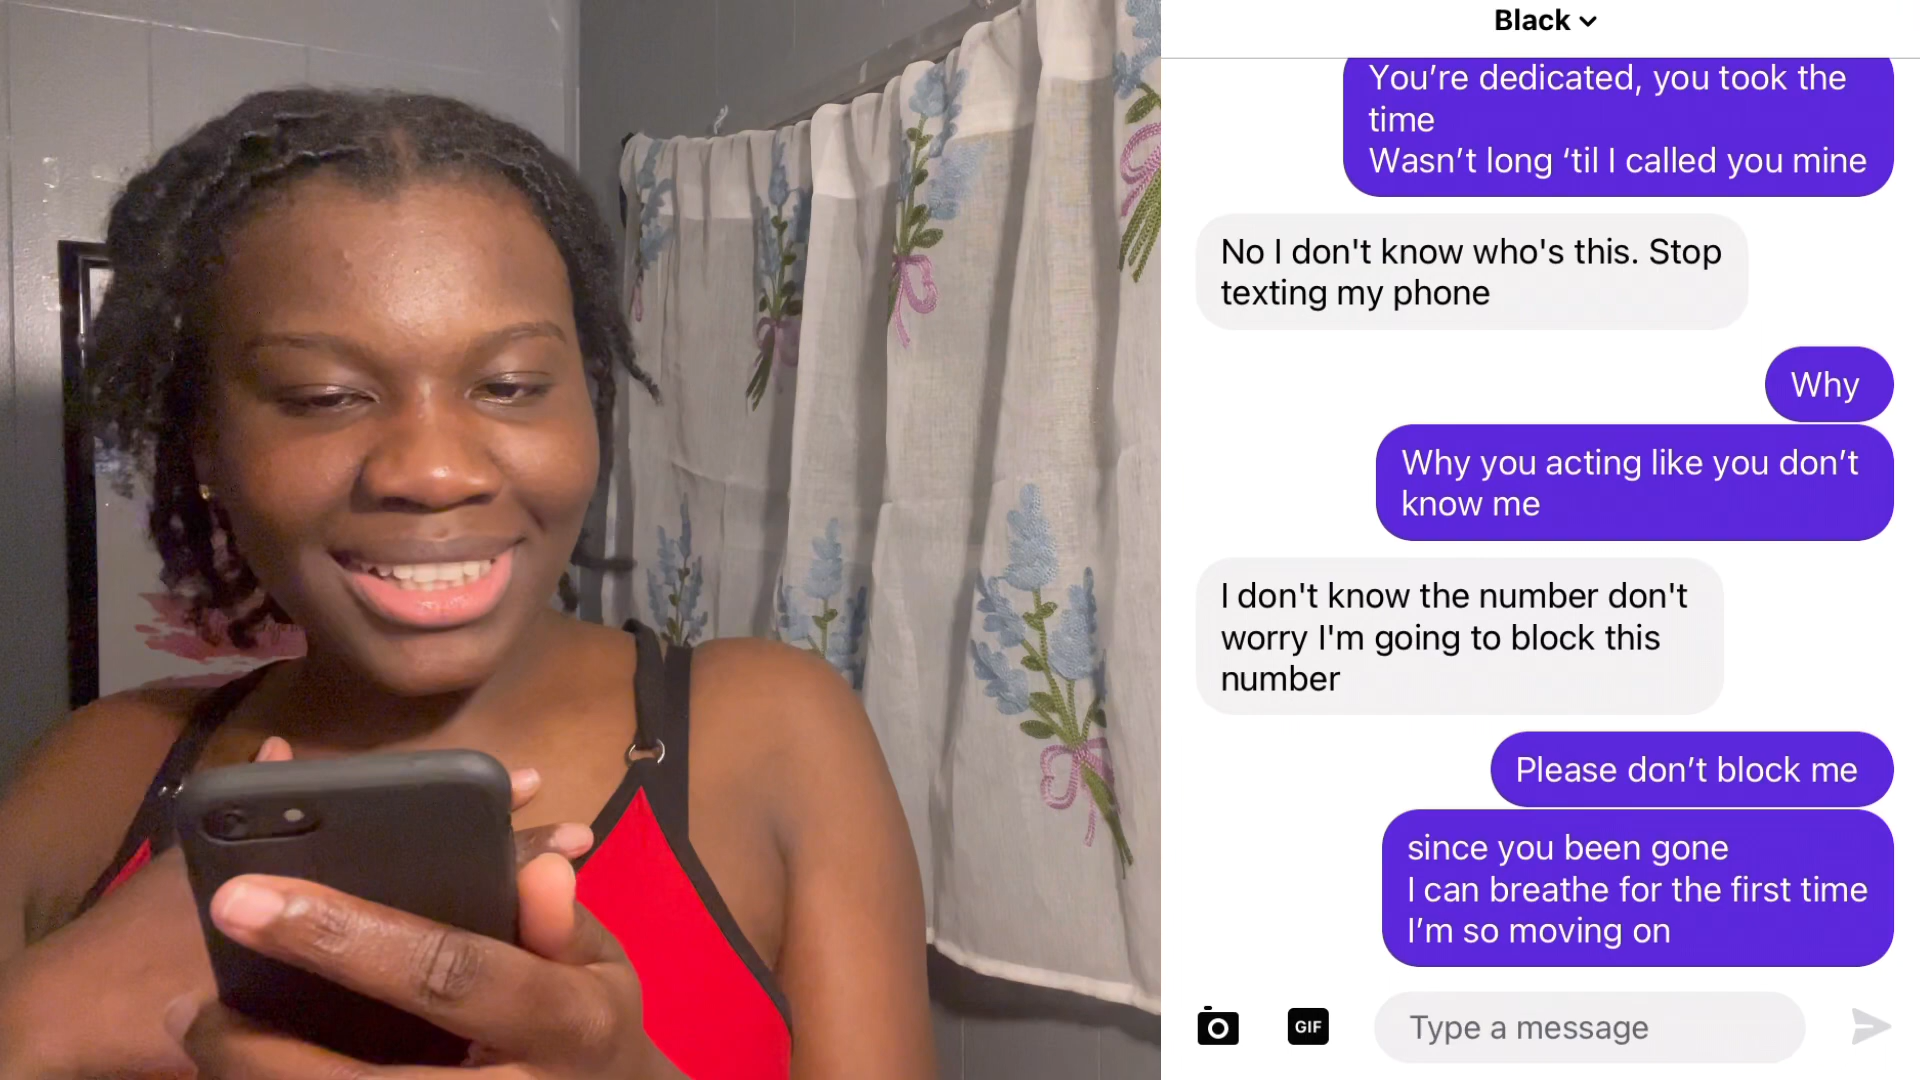 Black
You’re dedicated, you took the
time
Wasn’t long ‘til I called you mine
No I don't know who's this. Stop
texting my phone
Why
Why you acting like you don’t
know me
I don't know the number don't
worry I'm going to block this
number
Please don’t block me
since you been gone
I can breathe for the first time
I’m so moving on
GIF
Type a message